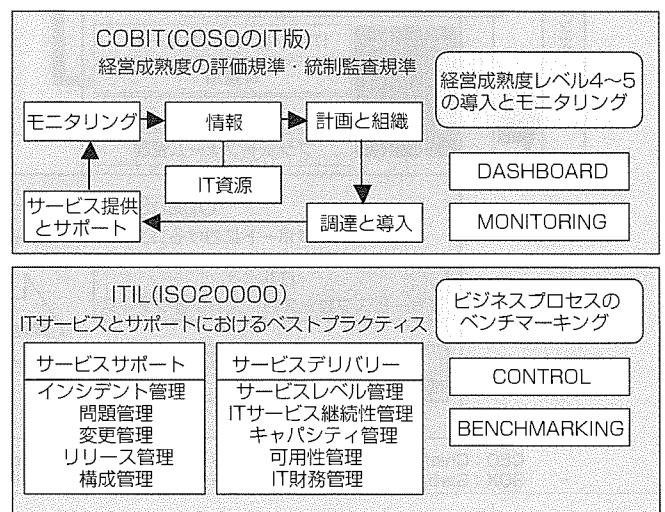 COBIT(COSOのIT版)
経営成熟度の評価規準・統制監査規準
経営成熟度レベル4〜5
の導入とモニタリング
モニタリング
情報
計画と組織
IT資源
DASHBOARD
サービス提供
とサポート
調達と導入
MONITORING
ITIL(ISO20000)
ITサービスとサポートにおけるベストプラクティス
ビジネスプロセスの
ベンチマーキング
サービスサポート
インシデント管理
問題管理
変更管理
リリース管理
構成管理
サービスデリバリー
サービスレベル管理
ITサービス継続性管理
キャパシティ管理
可用性管理
IT財務管理
CONTROL
BENCHMARKING